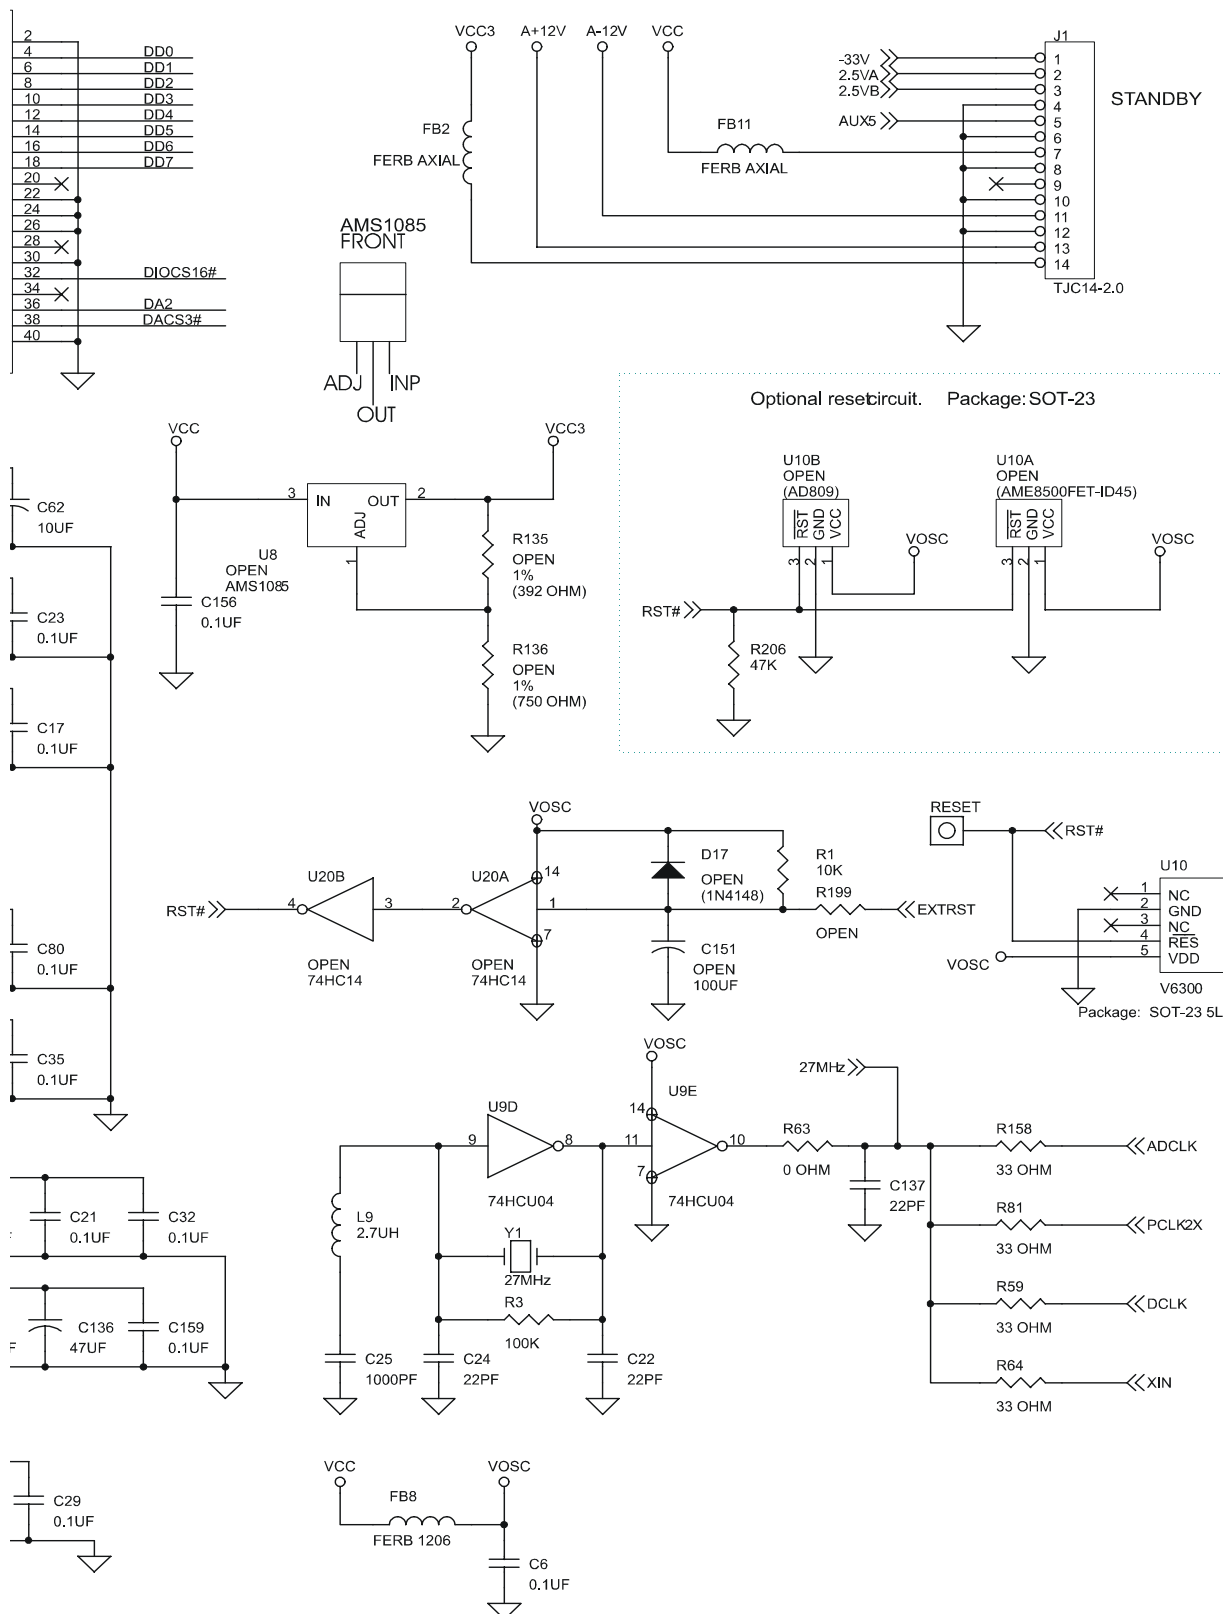 2
4 DD0
6 DD1
8 DD2
10 DD3
12 DD4
14 DD5
16 DD6
18 DD7
20
22
24
26
28
30
32 DIOCS16#
34
36 DA2
38 DACS3#
40
VCC3 A+12V A-12V VCC
FB2
FERB AXIAL
FB11
FERB AXIAL
-33V
2.5VA
2.5VB
AUX5
J1
1
2
3
4
5
6
7
8
9
10
11
12
13
14
TJC14-2.0
STANDBY
AMS1085
FRONT
ADJ INP
OUT
Optional resetcircuit. Package: SOT-23
U10B
OPEN
(AD809)
RST GND VCC
3 2 1
VOSC
U10A
OPEN
(AME8500FET-ID45)
RST GND VCC
3 2 1
VOSC
RST#
R206
47K
VCC VCC3
3 IN OUT 2
ADJ
1
U8
OPEN
AMS1085
C156
0.1UF
R135
OPEN
1%
(392 OHM)
R136
OPEN
1%
(750 OHM)
C62
10UF
C23
0.1UF
C17
0.1UF
C80
0.1UF
C35
0.1UF
VOSC
U20B
RST# 4 3
OPEN
74HC14
U20A
14
2 1
7
OPEN
74HC14
D17
OPEN
(1N4148)
R1
10K
R199
OPEN
EXTRST
C151
OPEN
100UF
RESET
RST#
U10
1 NC
2 GND
3 NC
4 RES
5 VDD
VOSC
V6300
Package: SOT-23 5L
VOSC
U9D
9 8
74HCU04
U9E
14
11 10
7
74HCU04
L9
2.7UH
Y1
27MHz
R3
100K
C25
1000PF
C24
22PF
C22
22PF
27MHz
R63
0 OHM
C137
22PF
R158
33 OHM
ADCLK
R81
33 OHM
PCLK2X
R59
33 OHM
DCLK
R64
33 OHM
XIN
C21
0.1UF
C32
0.1UF
C136
47UF
C159
0.1UF
C29
0.1UF
VCC VOSC
FB8
FERB 1206
C6
0.1UF